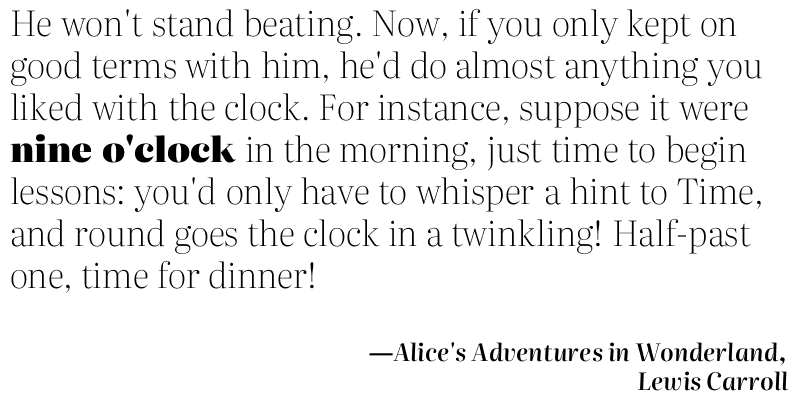 He won't stand beating. Now, if you only kept on
good terms with him, he'd do almost anything you
liked with the clock. For instance, suppose it were
nine o'clock in the morning, just time to begin
lessons: you'd only have to whisper a hint to Time,
and round goes the clock in a twinkling! Half-past
one, time for dinner!
—Alice's Adventures in Wonderland,
Lewis Carroll